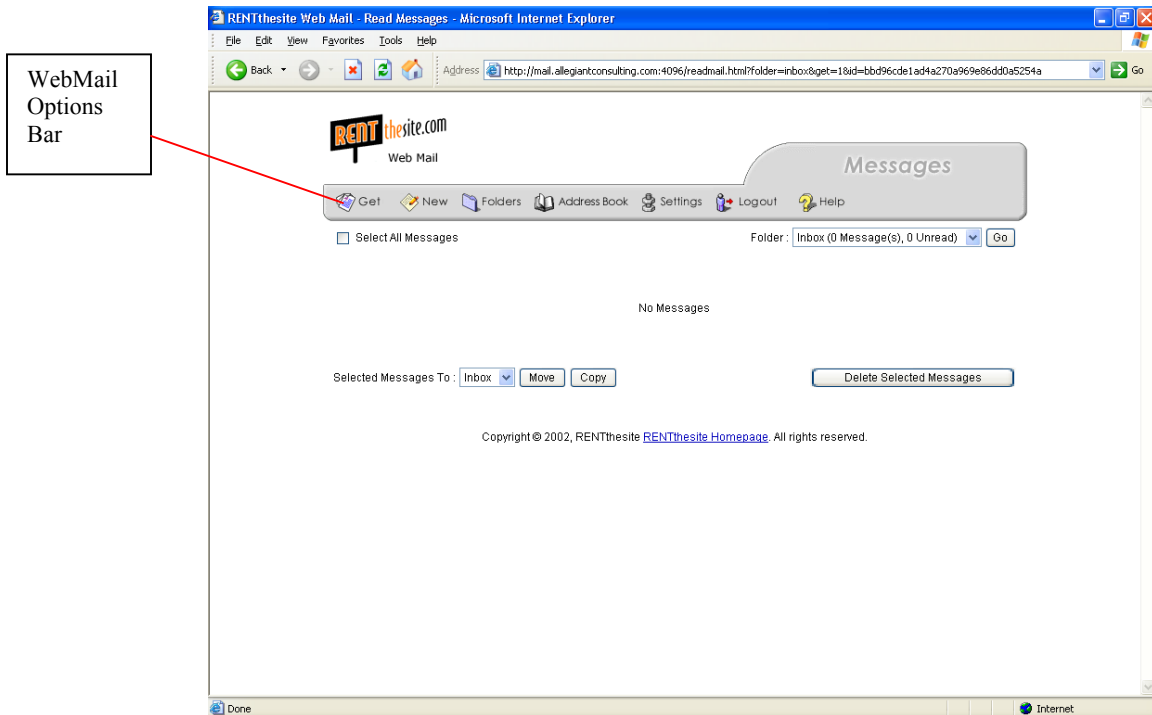 RENTthesite Web Mail - Read Messages - Microsoft Internet Explorer
File Edit View Favorites Tools Help
Back Address http://mail.allegiantconsulting.com:4096/readmail.html?folder=inbox&get=1&id=bbd96cde1ad4a270a969e86dd0a5254a Go
WebMail
Options
Bar
RENT thesite.com
Web Mail
Messages
Get New Folders Address Book Settings Logout Help
Select All Messages Folder : Inbox (0 Message(s), 0 Unread) Go
No Messages
Selected Messages To : Inbox Move Copy Delete Selected Messages
Copyright © 2002, RENTthesite RENTthesite Homepage. All rights reserved.
Done Internet